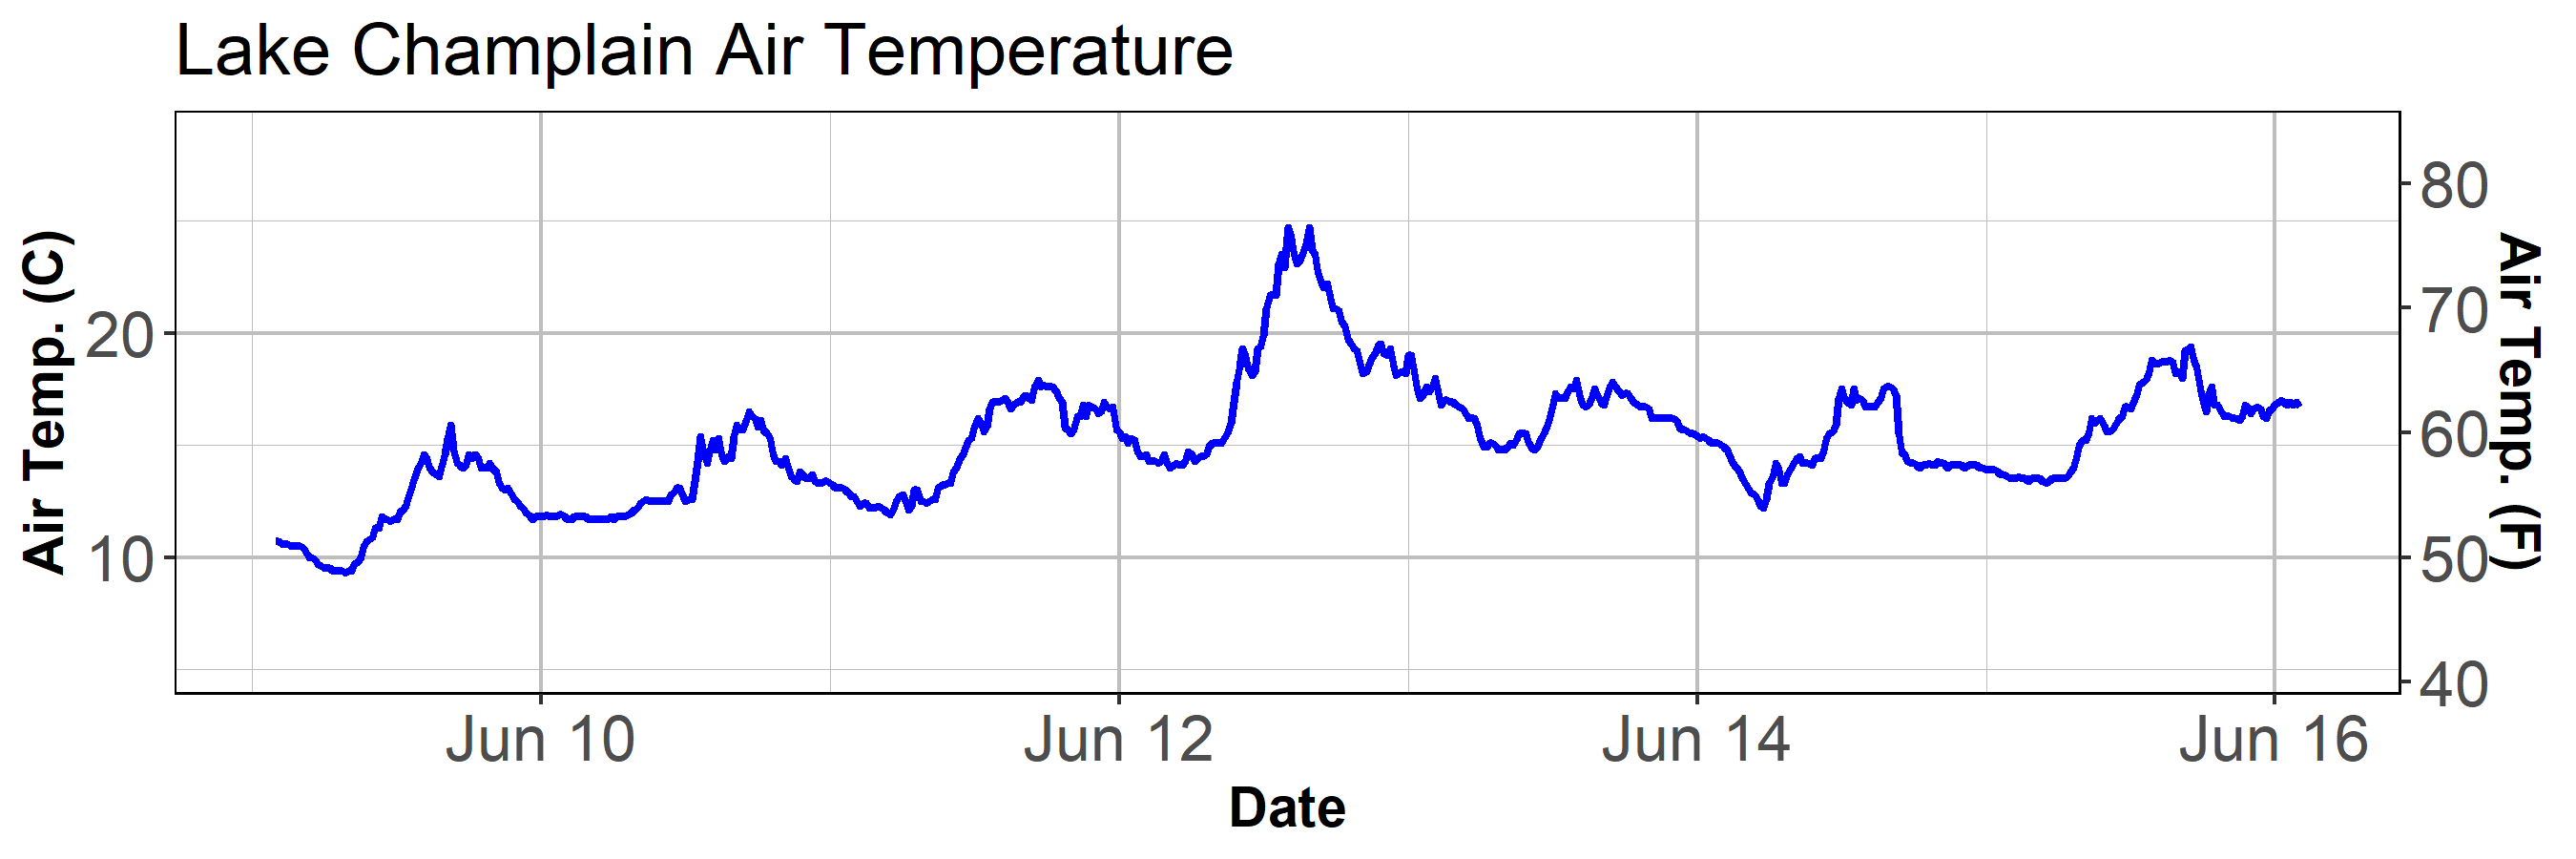 Lake Champlain Air Temperature
Air Temp. (C)
20
10
80
70
60
50
40
Air Temp. (F)
Jun 10 Jun 12 Jun 14 Jun 16
Date